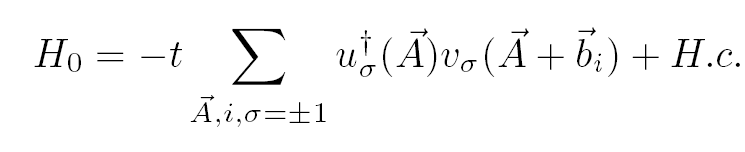 $H_0 = -t \sum_{\vec{A},i,\sigma=\pm 1} u_\sigma^\dagger(\vec{A}) v_\sigma(\vec{A} + \vec{b}_i) + H.c.$